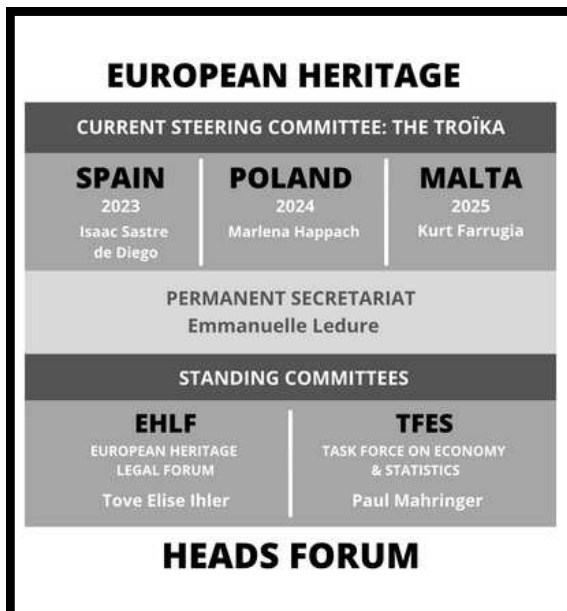 EUROPEAN HERITAGE
CURRENT STEERING COMMITTEE: THE TROÏKA
SPAIN
2023
Isaac Sastre
de Diego
POLAND
2024
Marlena Happach
MALTA
2025
Kurt Farrugia
PERMANENT SECRETARIAT
Emmanuelle Ledure
STANDING COMMITTEES
EHLF
EUROPEAN HERITAGE
LEGAL FORUM
Tove Elise Ihler
TFES
TASK FORCE ON ECONOMY
& STATISTICS
Paul Mahringer
HEADS FORUM